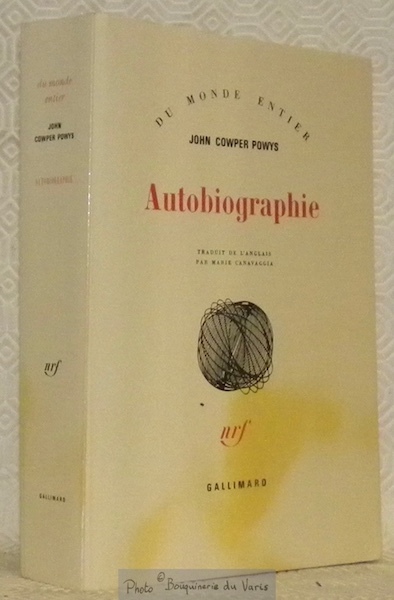 du monde
entier
JOHN
COWPER POWYS
AUTOBIOGRAPHIE
nrf
GALLIMARD
DU MONDE ENTIER
JOHN COWPER POWYS
Autobiographie
TRADUIT DE L'ANGLAIS
PAR MARIE CANAVAGGIA
nrf
GALLIMARD
Photo © Bouquinerie du Varis